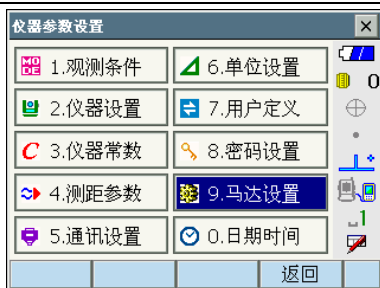 仪器参数设置
MODE 1.观测条件
6.单位设置
0
2.仪器设置
7.用户定义
C 3.仪器常数
8.密码设置
4.测距参数
9.马达设置
5.通讯设置
0.日期时间
1
返回